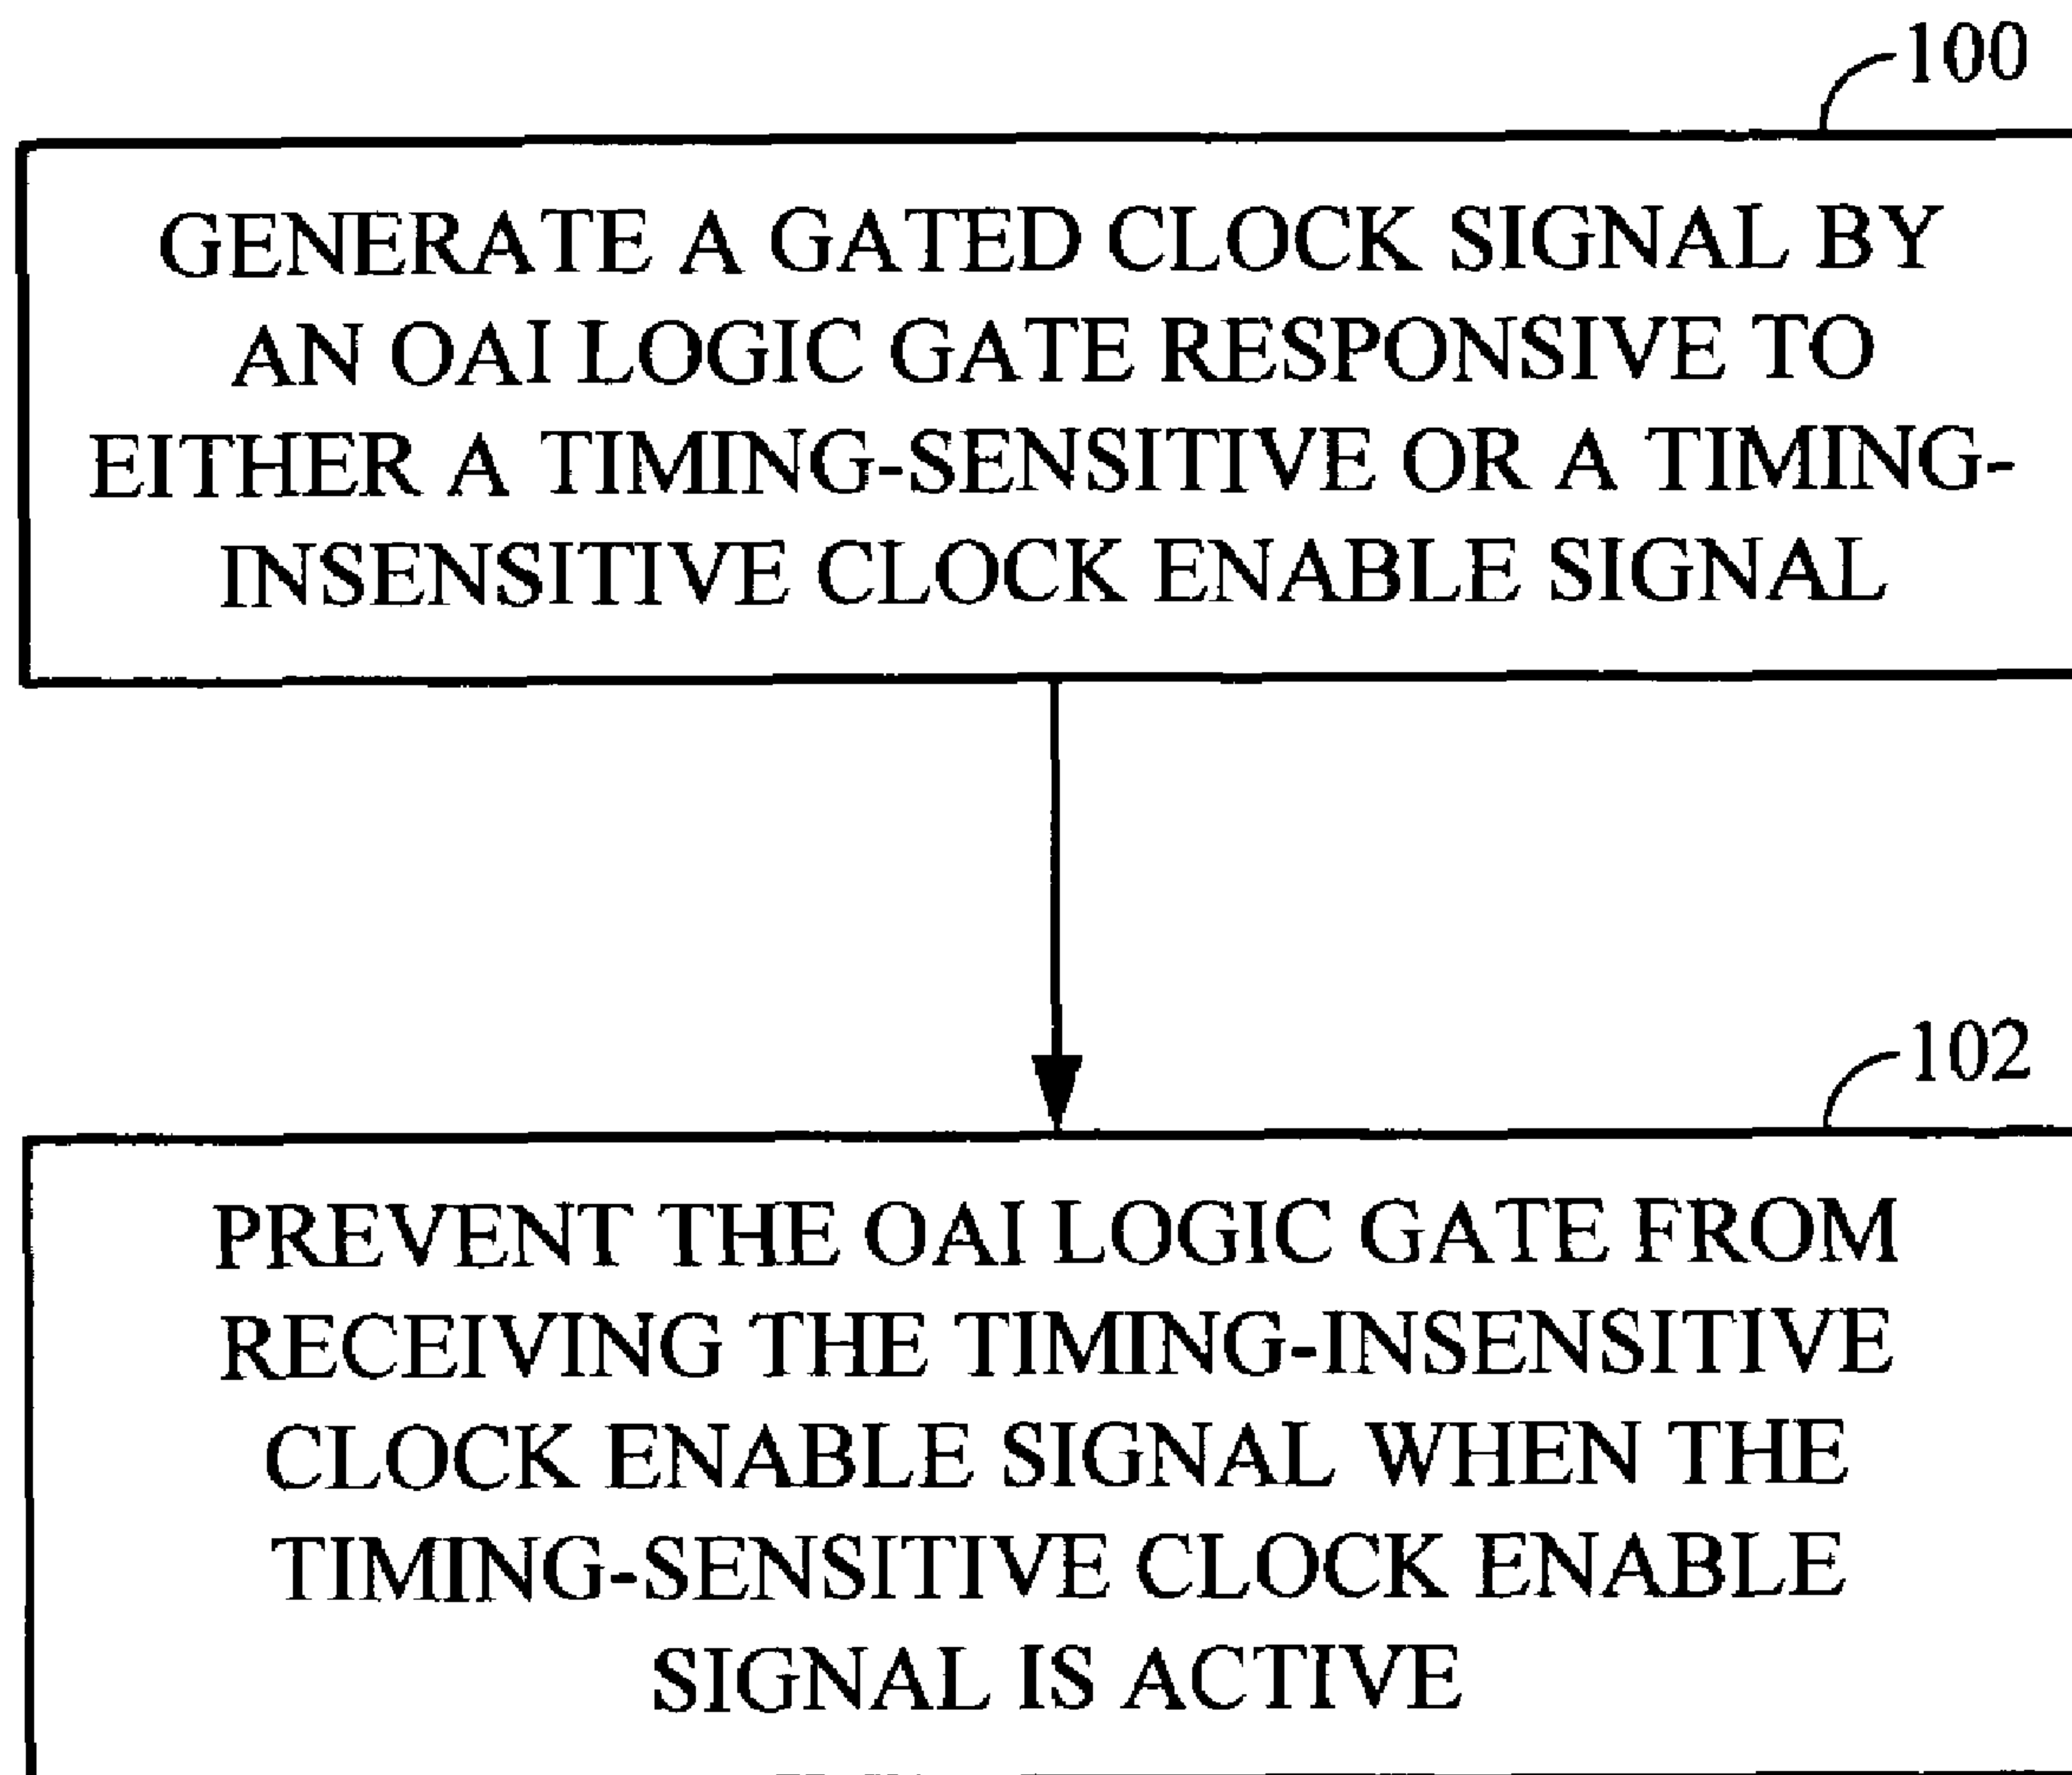 100
GENERATE A GATED CLOCK SIGNAL BY
AN OAI LOGIC GATE RESPONSIVE TO
EITHER A TIMING-SENSITIVE OR A TIMING-
INSENSITIVE CLOCK ENABLE SIGNAL
102
PREVENT THE OAI LOGIC GATE FROM
RECEIVING THE TIMING-INSENSITIVE
CLOCK ENABLE SIGNAL WHEN THE
TIMING-SENSITIVE CLOCK ENABLE
SIGNAL IS ACTIVE